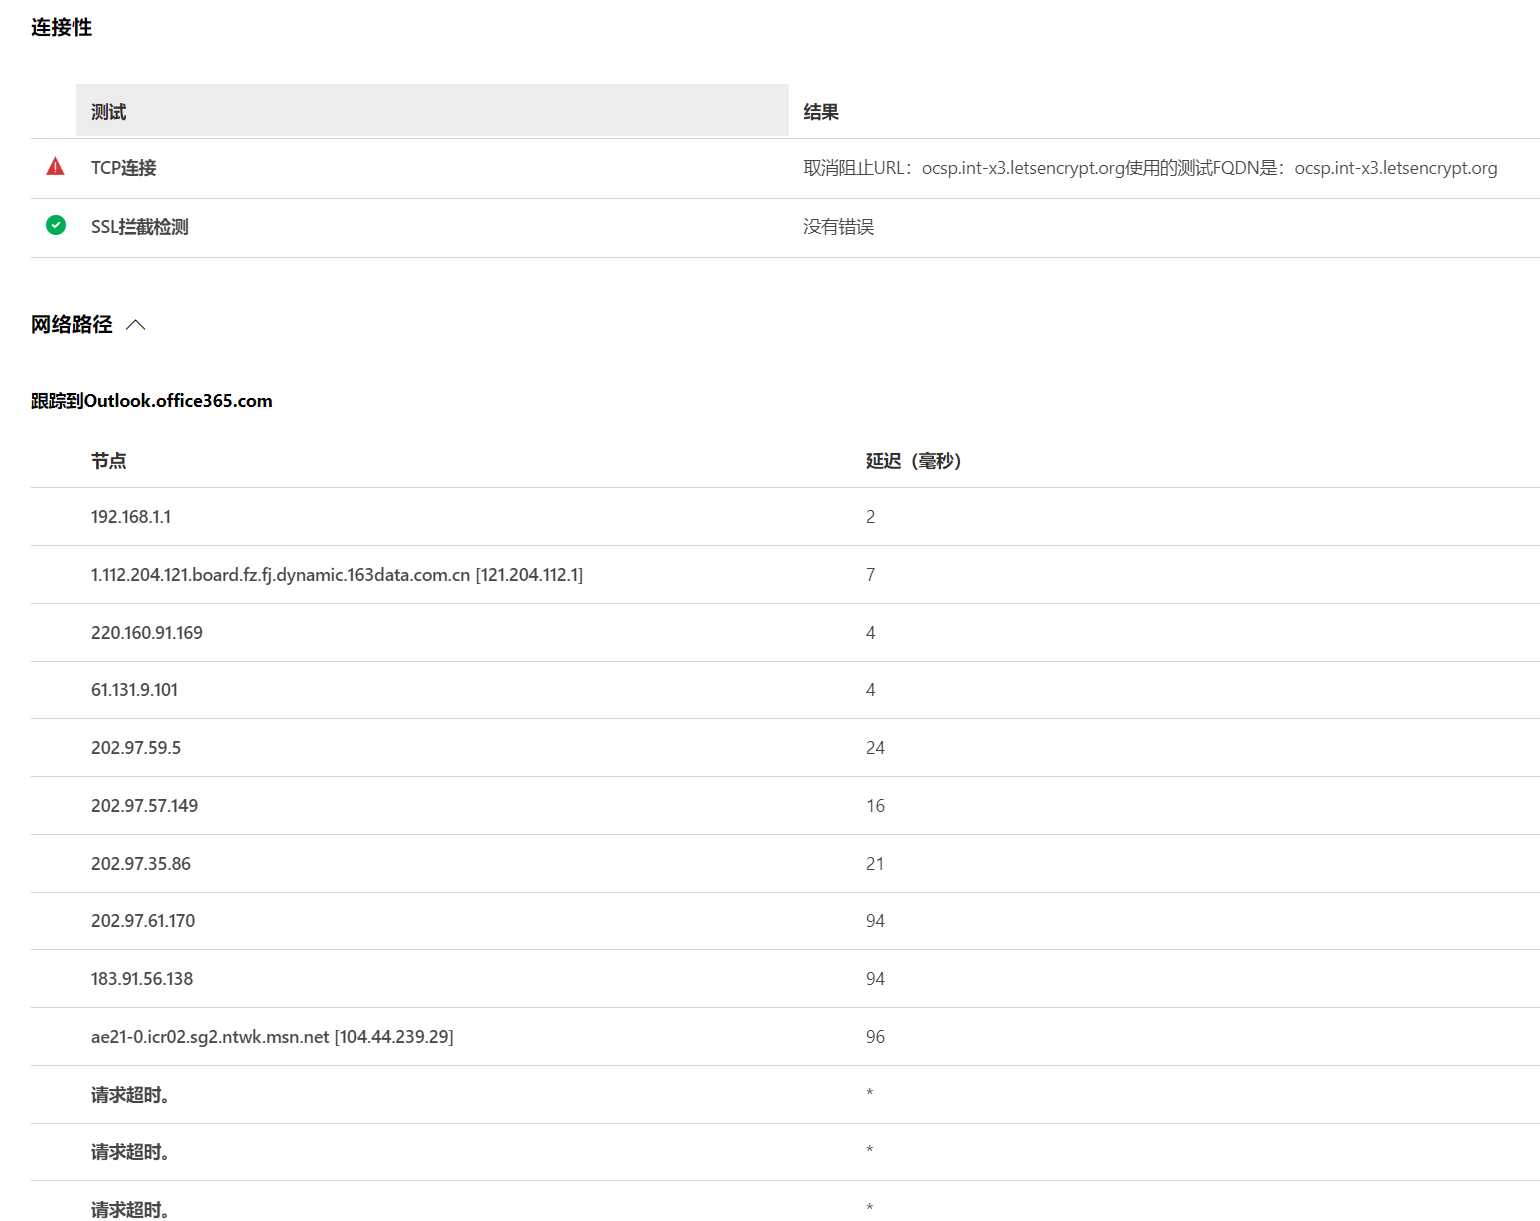 连接性
测试 结果
TCP连接 取消阻止URL：ocsp.int-x3.letsencrypt.org使用的测试FQDN是：ocsp.int-x3.letsencrypt.org
SSL拦截检测 没有错误
网络路径
跟踪到Outlook.office365.com
节点 延迟（毫秒）
192.168.1.1 2
1.112.204.121.board.fz.fj.dynamic.163data.com.cn [121.204.112.1] 7
220.160.91.169 4
61.131.9.101 4
202.97.59.5 24
202.97.57.149 16
202.97.35.86 21
202.97.61.170 94
183.91.56.138 94
ae21-0.icr02.sg2.ntwk.msn.net [104.44.239.29] 96
请求超时。 *
请求超时。 *
请求超时。 *